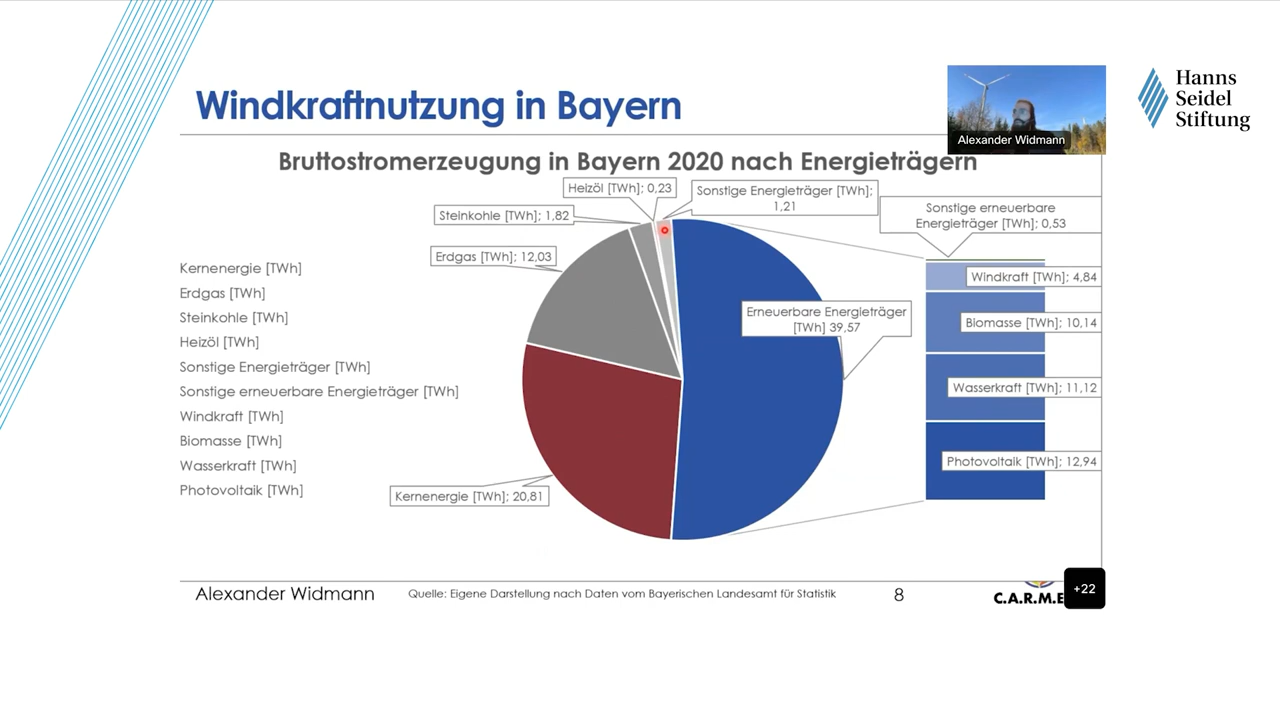 Hanns
Seidel
Stiftung
Windkraftnutzung in Bayern
Alexander Widmann
Bruttostromerzeugung in Bayern 2020 nach Energieträgern
Heizöl [TWh]; 0,23
Sonstige Energieträger [TWh];
1,21
Steinkohle [TWh]; 1,82
Sonstige erneuerbare
Energieträger [TWh]; 0,53
Erdgas [TWh]; 12,03
Kernenergie [TWh]
Erdgas [TWh]
Steinkohle [TWh]
Heizöl [TWh]
Sonstige Energieträger [TWh]
Sonstige erneuerbare Energieträger [TWh]
Windkraft [TWh]
Biomasse [TWh]
Wasserkraft [TWh]
Photovoltaik [TWh]
Erneuerbare Energieträger
[TWh] 39,57
Windkraft [TWh]; 4,84
Biomasse [TWh]; 10,14
Wasserkraft [TWh]; 11,12
Photovoltaik [TWh]; 12,94
Kernenergie [TWh]; 20,81
Alexander Widmann
Quelle: Eigene Darstellung nach Daten vom Bayerischen Landesamt für Statistik
8
C.A.R.M.E
+22